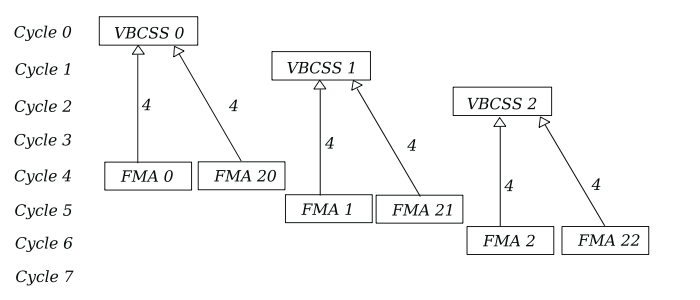 Cycle 0 VBCSS 0
Cycle 1 VBCSS 1
Cycle 2 4 4 VBCSS 2
Cycle 3 4 4
Cycle 4 FMA 0 FMA 20 4 4
Cycle 5 FMA 1 FMA 21
Cycle 6 FMA 2 FMA 22
Cycle 7